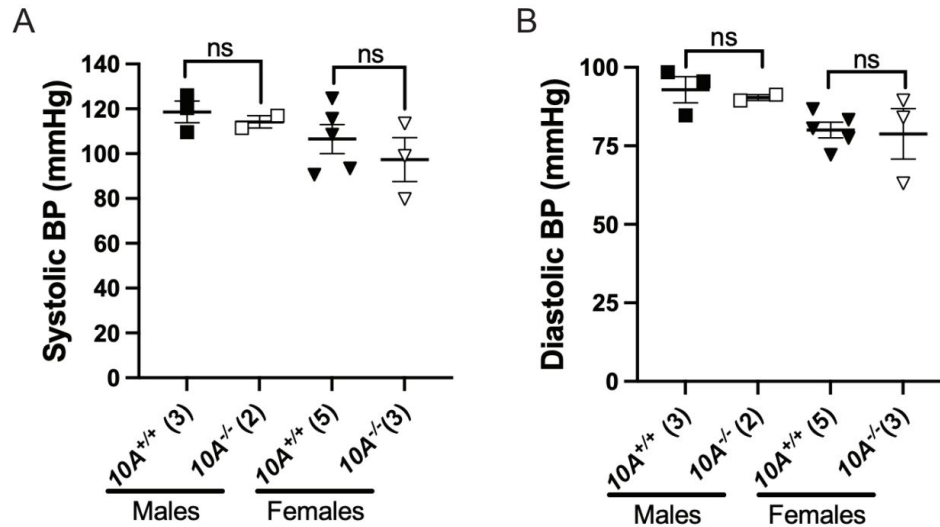 A
Systolic BP (mmHg)
140
120
100
80
60
40
20
0
ns
ns
10A+/+ (3)
10A-/- (2)
10A+/+ (5)
10A-/-(3)
Males
Females
B
Diastolic BP (mmHg)
100
75
50
25
0
ns
ns
10A+/+ (3)
10A-/- (2)
10A+/+ (5)
10A-/-(3)
Males
Females